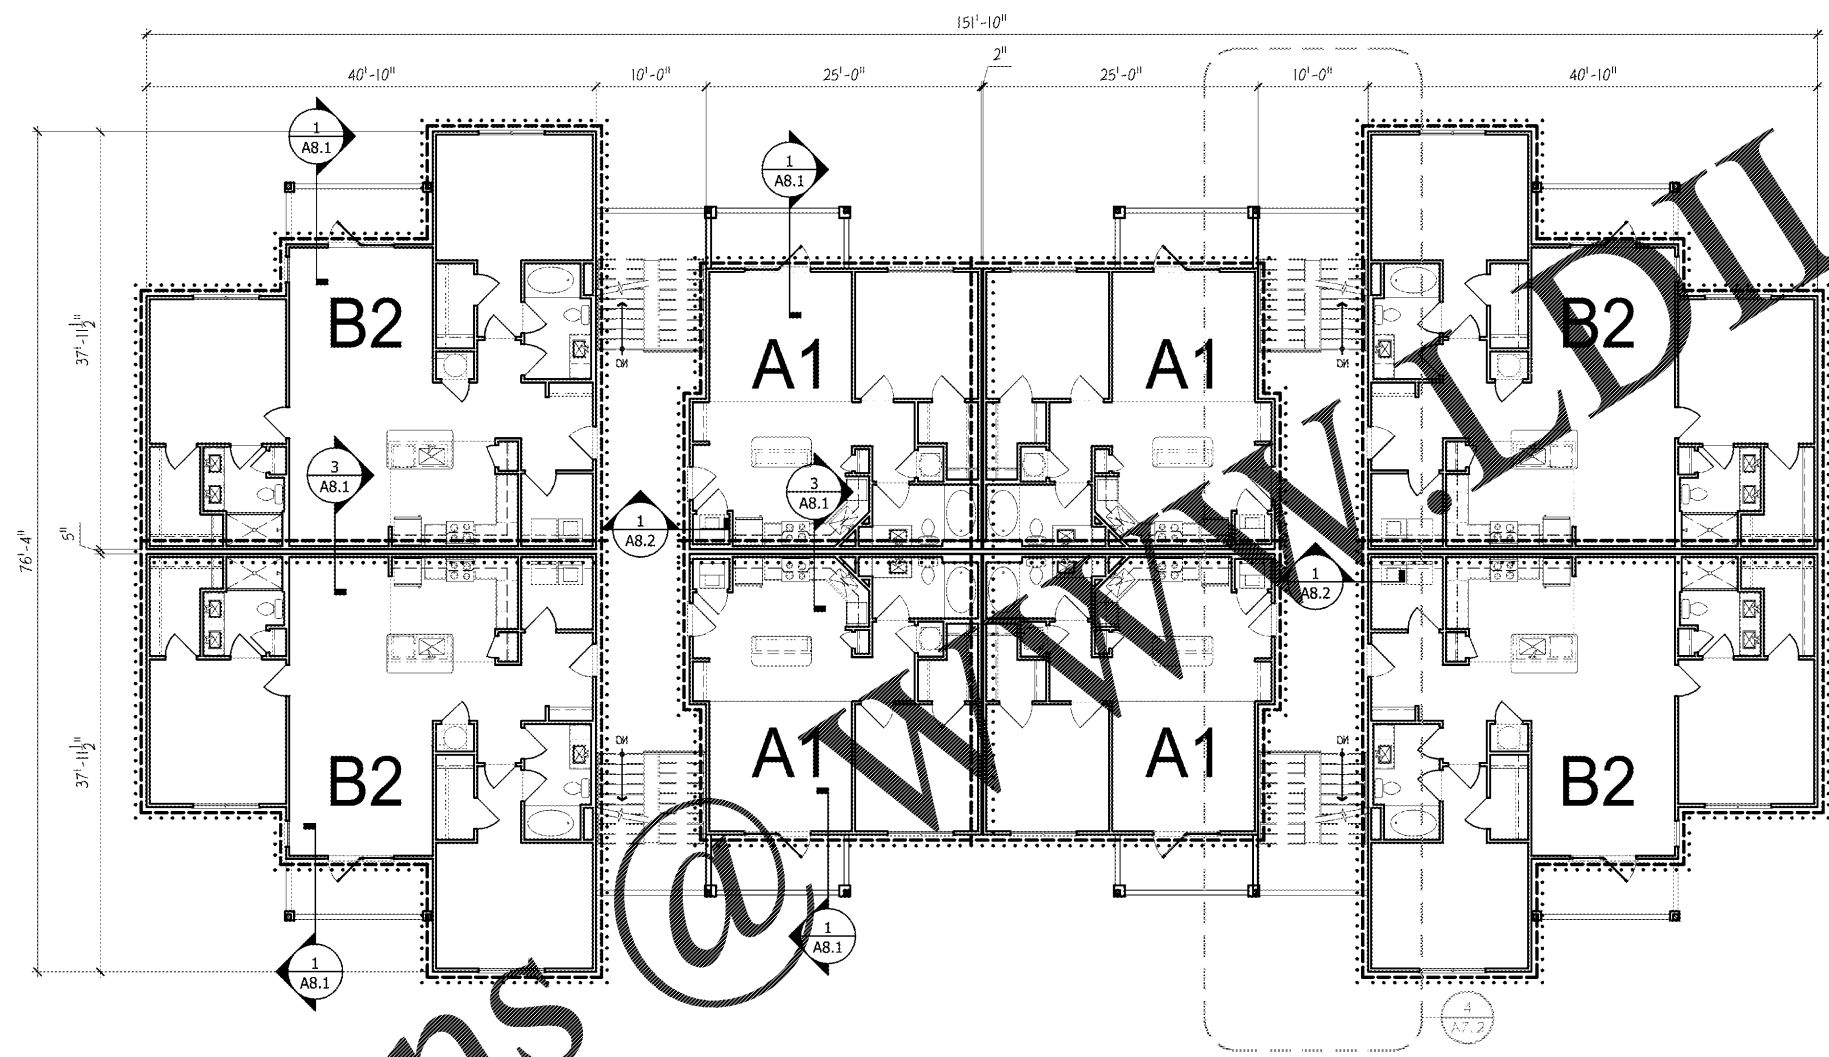 151'-10"
2"
40'-10"
10'-0"
25'-0"
25'-0"
10'-0"
40'-10"
1
A8.1
1
A8.1
37'-11½"
B2
A1
A1
B2
DN
DN
3
A8.1
3
A8.1
1
A8.2
5"
76'-4"
1
A8.2
37'-11½"
DN
DN
B2
A1
A1
B2
1
A8.1
1
A8.1
4
A7.2
ns @ WWW.LDII